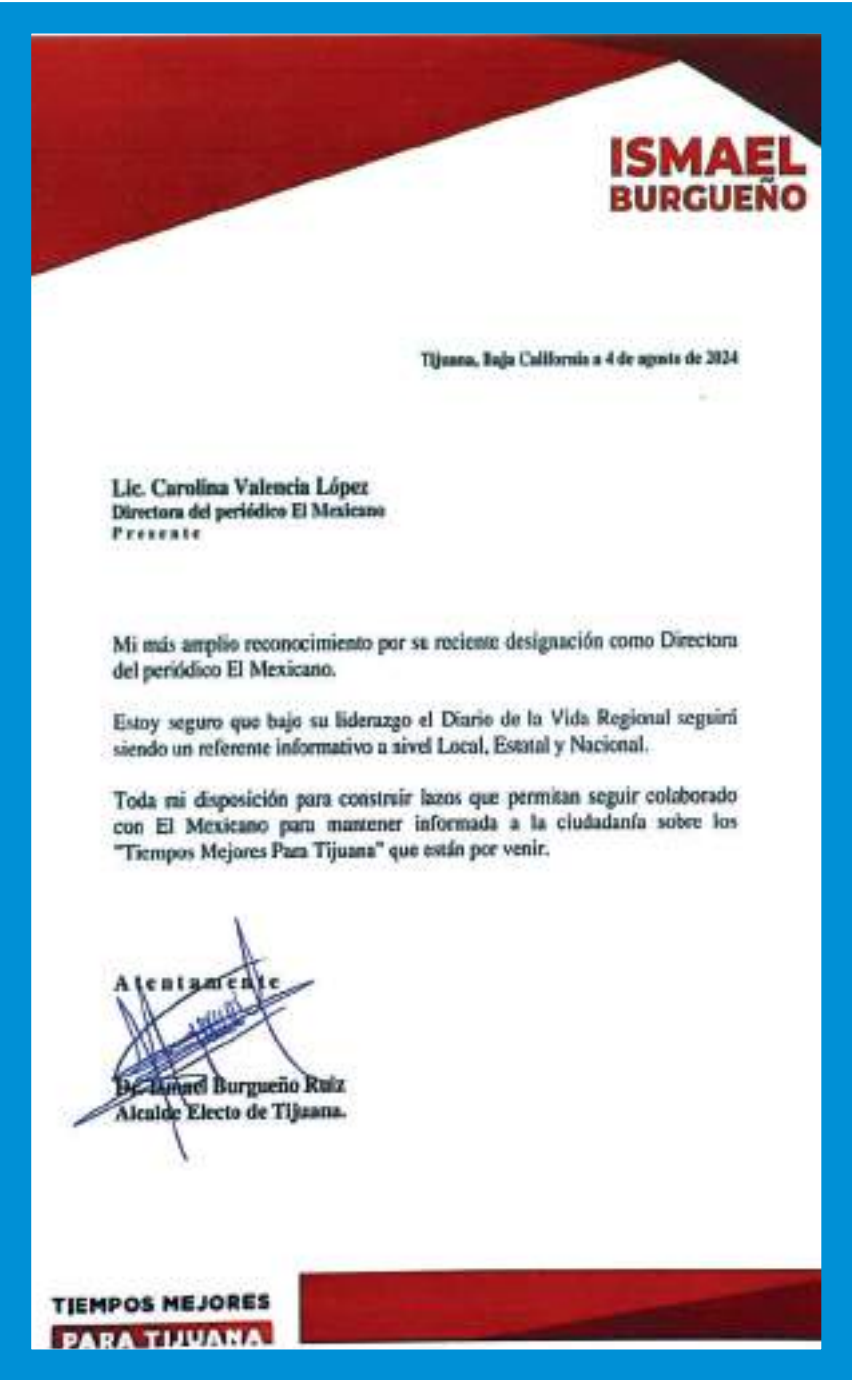 ISMAEL
BURGUEÑO
Tijuana, Baja California a 4 de agosto de 2024
Lic. Carolina Valencia López
Directora del periódico El Mexicano
Presente
Mi más amplio reconocimiento por su reciente designación como Directora
del periódico El Mexicano.
Estoy seguro que bajo su liderazgo el Diario de la Vida Regional seguirá
siendo un referente informativo a nivel Local, Estatal y Nacional.
Toda mi disposición para construir lazos que permitan seguir colaborado
con El Mexicano para mantener informada a la ciudadanía sobre los
"Tiempos Mejores Para Tijuana" que están por venir.
Atentamente
Dr. Ismael Burgueño Ruiz
Alcalde Electo de Tijuana.
TIEMPOS MEJORES
PARA TIJUANA